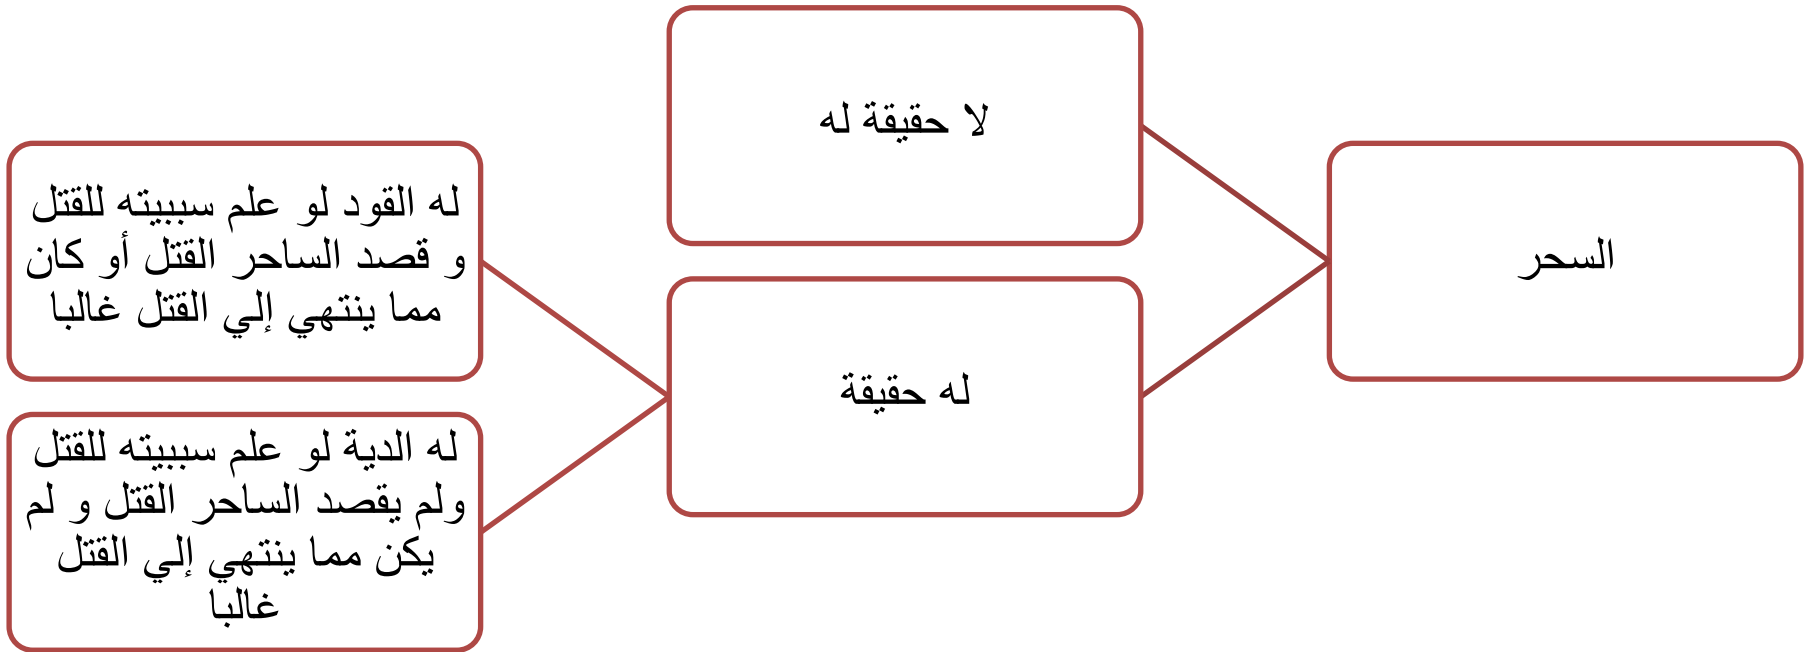 السحر
لا حقيقة له
له حقيقة
له القود لو علم سببيته للقتل
و قصد الساحر القتل أو كان
مما ينتهي إلي القتل غالبا
له الدية لو علم سببيته للقتل
ولم يقصد الساحر القتل و لم
يكن مما ينتهي إلي القتل
غالبا